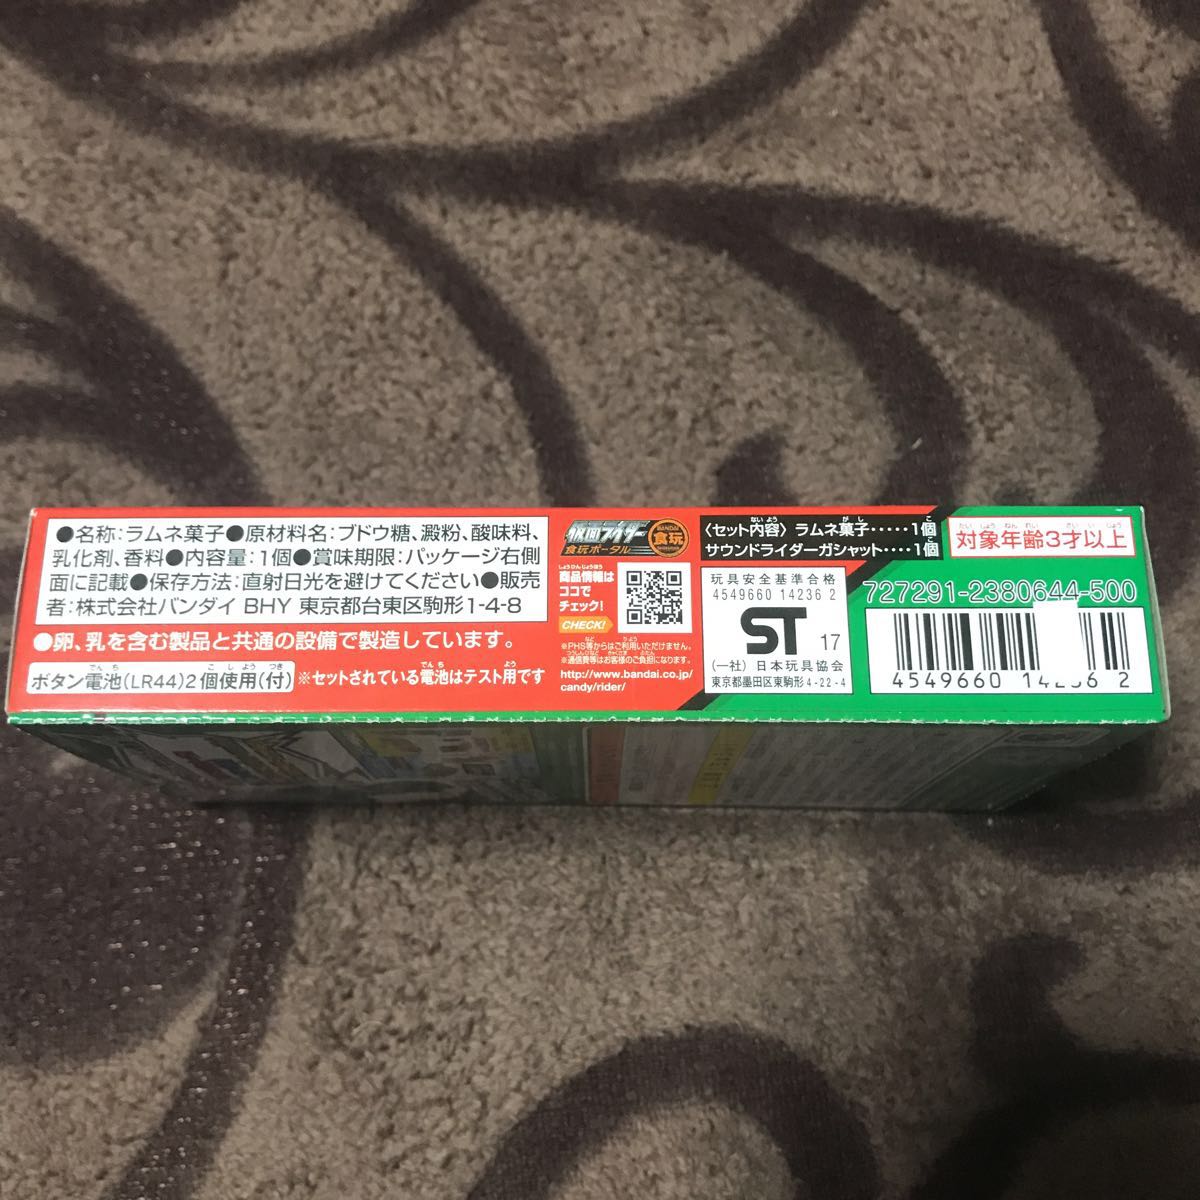 ●名称:ラムネ菓子●原材料名:ブドウ糖、澱粉、酸味料、
乳化剤、香料●内容量:1個●賞味期限:パッケージ右側
面に記載●保存方法:直射日光を避けてください●販売
者:株式会社バンダイ BHY 東京都台東区駒形1-4-8
●卵、乳を含む製品と共通の設備で製造しています。
ボタン電池(LR44)2個使用(付)
※セットされている電池はテスト用です
仮面ライダー
食玩ポータル
BANDAI
食玩
商品情報は
ココで
チェック!
CHECK!
※PHS等からはご利用いただけません。
※通信費等はお客様のご負担になります。
http://www.bandai.co.jp/
candy/rider/
〈セット内容〉 ラムネ菓子・・・・・1個
サウンドライダーガシャット・・・・1個
玩具安全基準合格
4549660 14236 2
ST 17
(一社) 日本玩具協会
東京都墨田区東駒形4-22-4
対象年齢3才以上
727291-2380644-500
4549660 14236 2